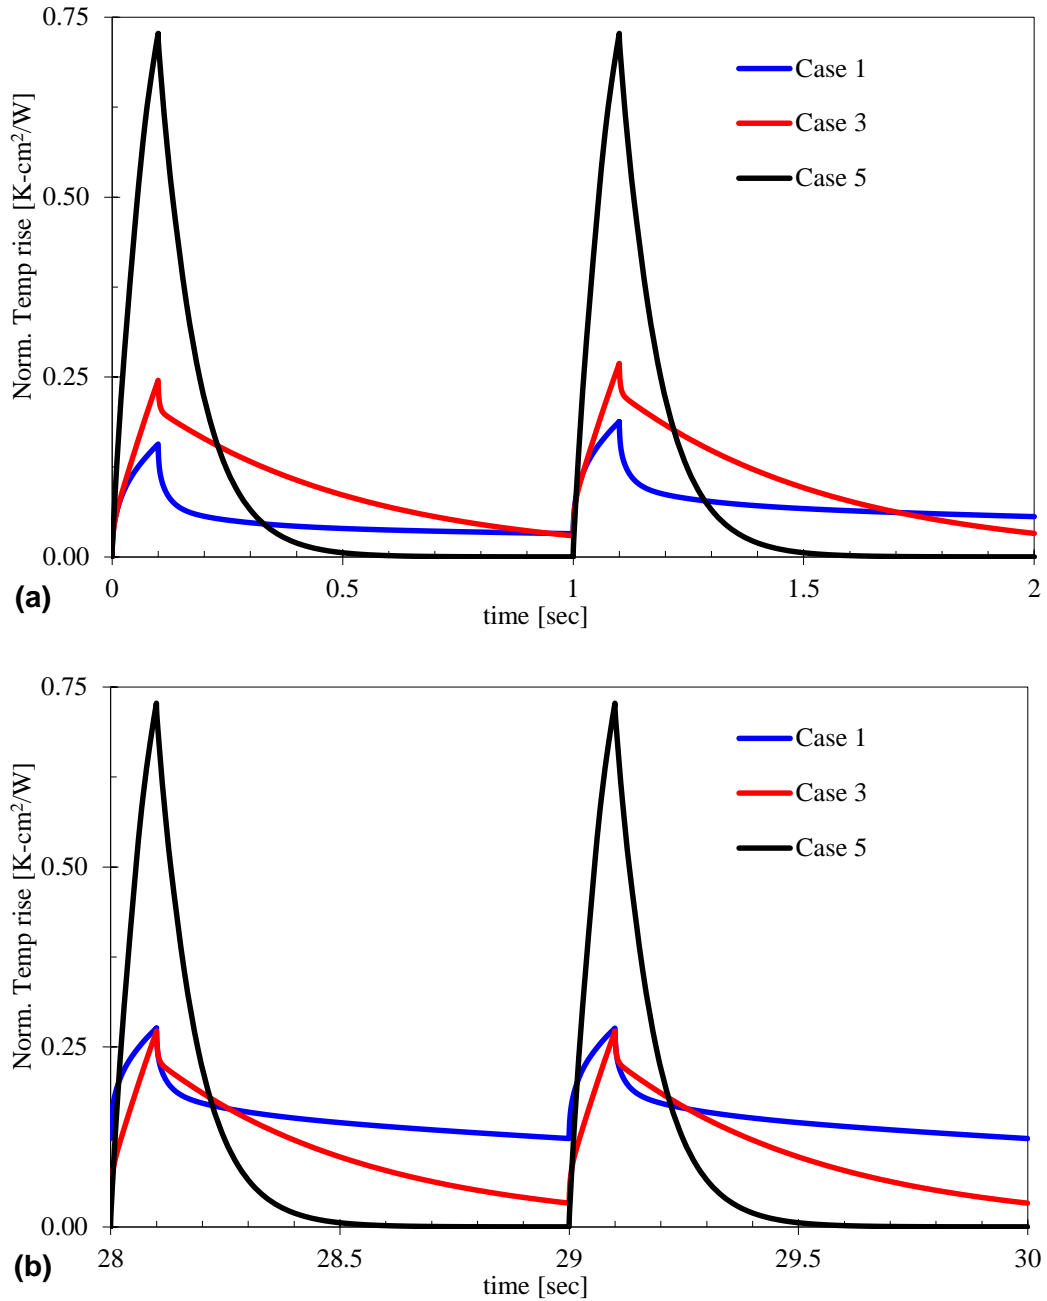 0.75
0.50
0.25
0.00
Norm. Temp rise [K-cm²/W]
Case 1
Case 3
Case 5
0 0.5 1 1.5 2
time [sec]
(a)
0.75
0.50
0.25
0.00
Norm. Temp rise [K-cm²/W]
Case 1
Case 3
Case 5
28 28.5 29 29.5 30
time [sec]
(b)